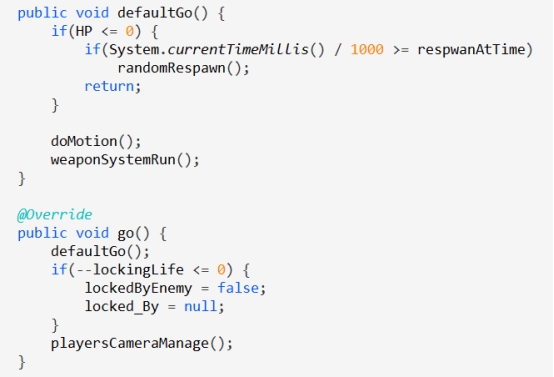 public void defaultGo() {
    if(HP <= 0) {
        if(System.currentTimeMillis() / 1000 >= respwanAtTime)
            randomRespawn();
        return;
    }

    doMotion();
    weaponSystemRun();
}

@Override
public void go() {
    defaultGo();
    if(--lockingLife <= 0) {
        lockedByEnemy = false;
        locked_By = null;
    }
    playersCameraManage();
}